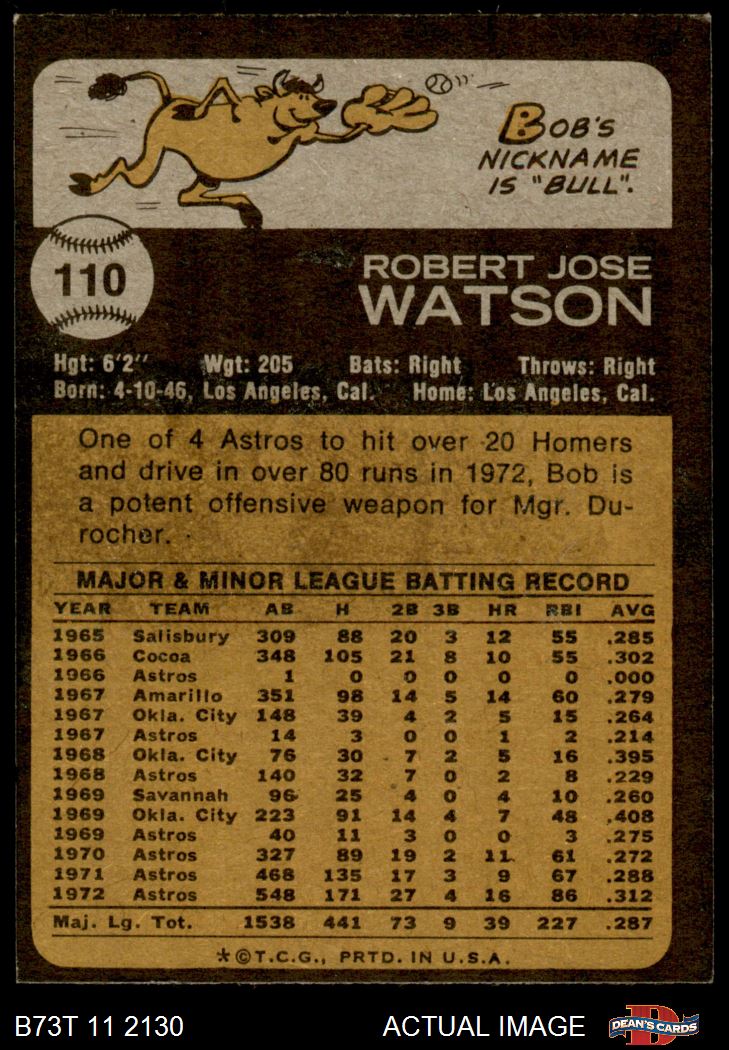 BOB'S
NICKNAME
IS "BULL".
110
ROBERT JOSE
WATSON
Hgt: 6'2" Wgt: 205 Bats: Right Throws: Right
Born: 4-10-46, Los Angeles, Cal. Home: Los Angeles, Cal.
One of 4 Astros to hit over 20 Homers
and drive in over 80 runs in 1972, Bob is
a potent offensive weapon for Mgr. Du-
rocher.
MAJOR & MINOR LEAGUE BATTING RECORD
YEAR TEAM AB H 2B 3B HR RBI AVG
1965 Salisbury 309 88 20 3 12 55 .285
1966 Cocoa 348 105 21 8 10 55 .302
1966 Astros 1 0 0 0 0 0 .000
1967 Amarillo 351 98 14 5 14 60 .279
1967 Okla. City 148 39 4 2 5 15 .264
1967 Astros 14 3 0 0 1 2 .214
1968 Okla. City 76 30 7 2 5 16 .395
1968 Astros 140 32 7 0 2 8 .229
1969 Savannah 96 25 4 0 4 10 .260
1969 Okla. City 223 91 14 4 7 48 .408
1969 Astros 40 11 3 0 0 3 .275
1970 Astros 327 89 19 2 11 61 .272
1971 Astros 468 135 17 3 9 67 .288
1972 Astros 548 171 27 4 16 86 .312
Maj. Lg. Tot. 1538 441 73 9 39 227 .287
*©T.C.G., PRTD. IN U.S.A.
B73T 11 2130 ACTUAL IMAGE DEAN'S CARDS